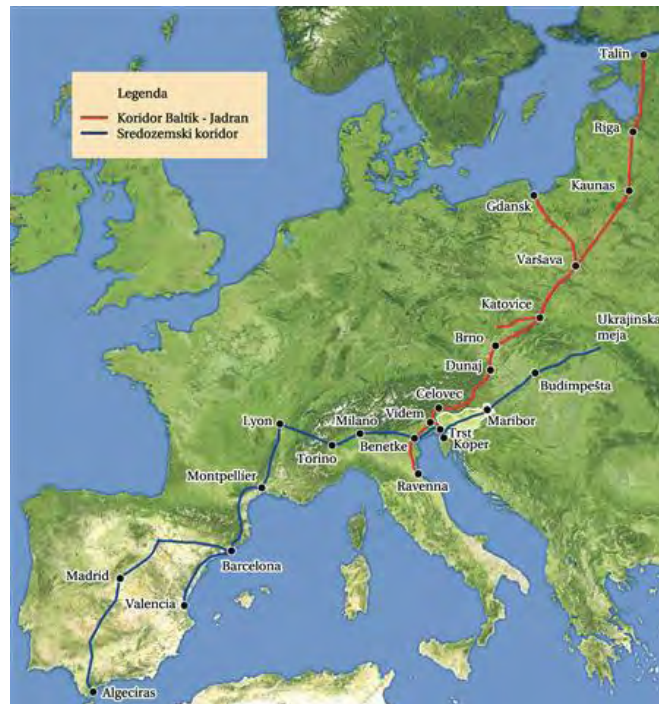 Legenda
Koridor Baltik - Jadran
Sredozemski koridor
Talin
Riga
Kaunas
Gdansk
Varšava
Katovice
Ukrajinska
meja
Brno
Dunaj
Budimpešta
Celovec
Videm
Maribor
Lyon
Milano
Trst
Benetke
Koper
Torino
Montpellier
Ravenna
Barcelona
Madrid
Valencia
Algeciras